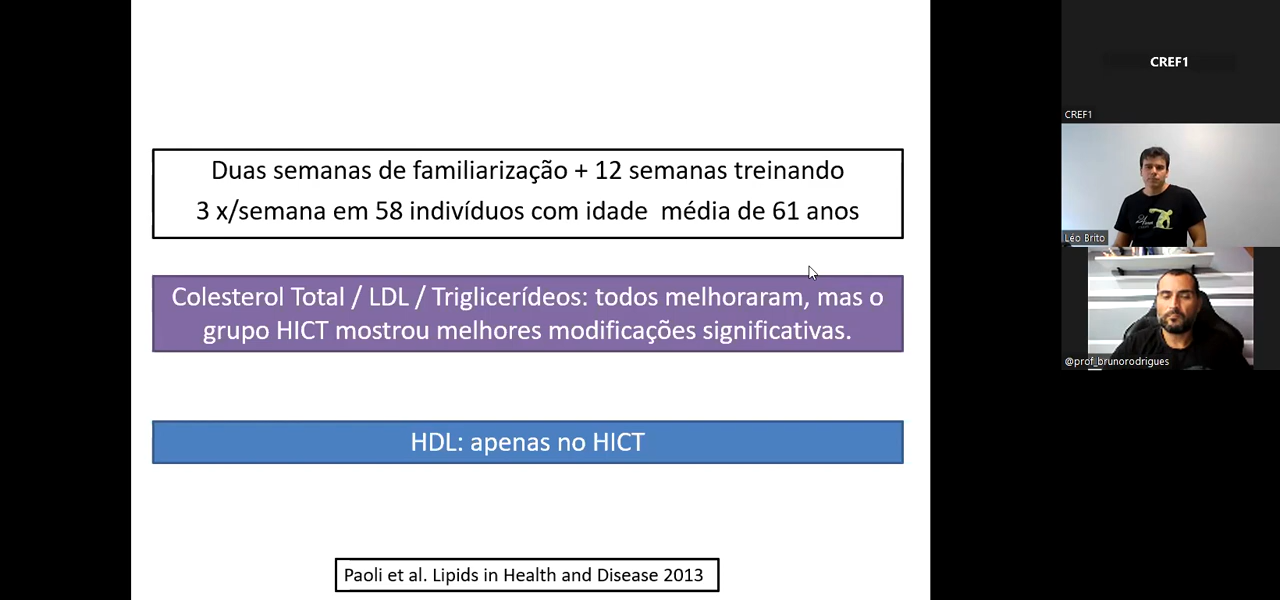 Duas semanas de familiarização + 12 semanas treinando
3 x/semana em 58 indivíduos com idade média de 61 anos
Colesterol Total / LDL / Triglicerídeos: todos melhoraram, mas o
grupo HICT mostrou melhores modificações significativas.
HDL: apenas no HICT
Paoli et al. Lipids in Health and Disease 2013
CREF1
CREF1
Léo Brito
@prof_brunorodrigues